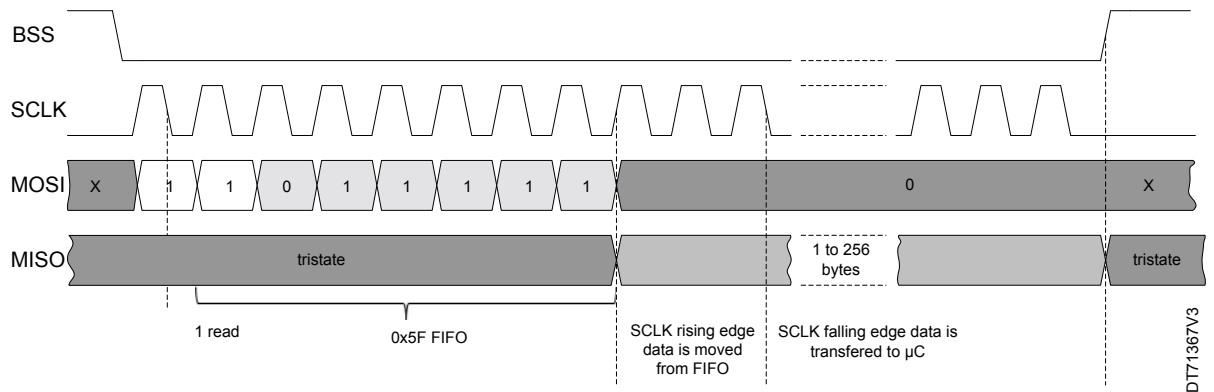 BSS
SCLK
MOSI
X
1
1
0
1
1
1
1
1
0
X
MISO
tristate
1 to 256
bytes
tristate
1 read
0x5F FIFO
SCLK rising edge
data is moved
from FIFO
SCLK falling edge data is
transfered to µC
DT71367V3